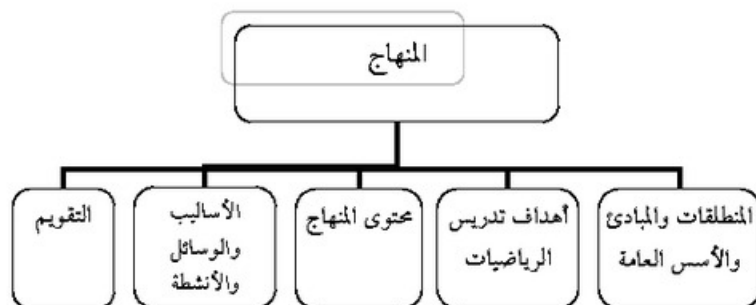 المنهاج
المنطلقات والمبادئ
والأسس العامة
أهداف تدريس
الرياضيات
محتوى المنهاج
الأساليب
والوسائل
والأنشطة
التقويم